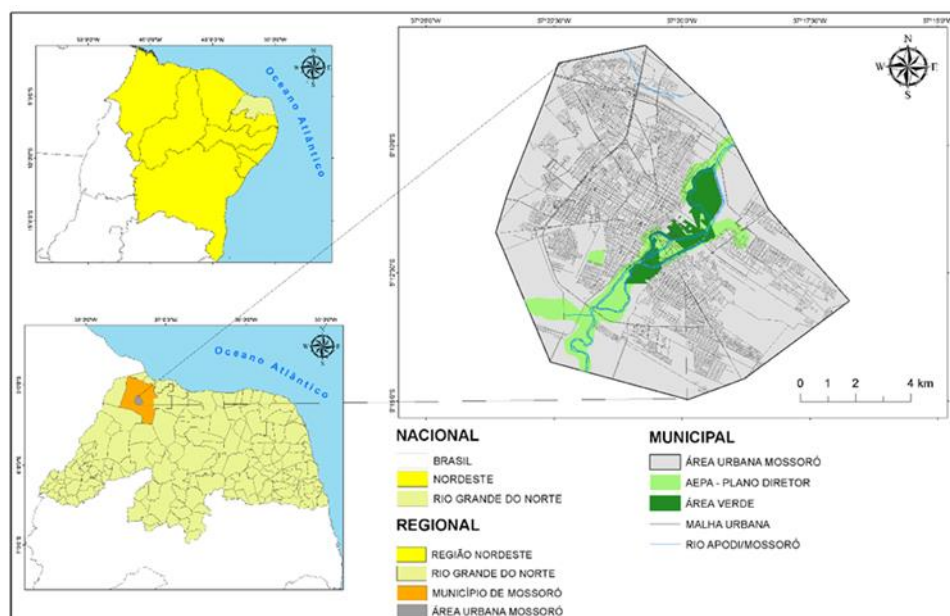 Oceano Atlântico
N
W E
S
Oceano Atlântico
N
W E
S
N
W E
S
0 1 2 4 km
NACIONAL
BRASIL
NORDESTE
RIO GRANDE DO NORTE
REGIONAL
REGIÃO NORDESTE
RIO GRANDE DO NORTE
MUNICÍPIO DE MOSSORÓ
ÁREA URBANA MOSSORÓ
MUNICIPAL
ÁREA URBANA MOSSORÓ
AEPA - PLANO DIRETOR
ÁREA VERDE
MALHA URBANA
RIO APODI/MOSSORÓ